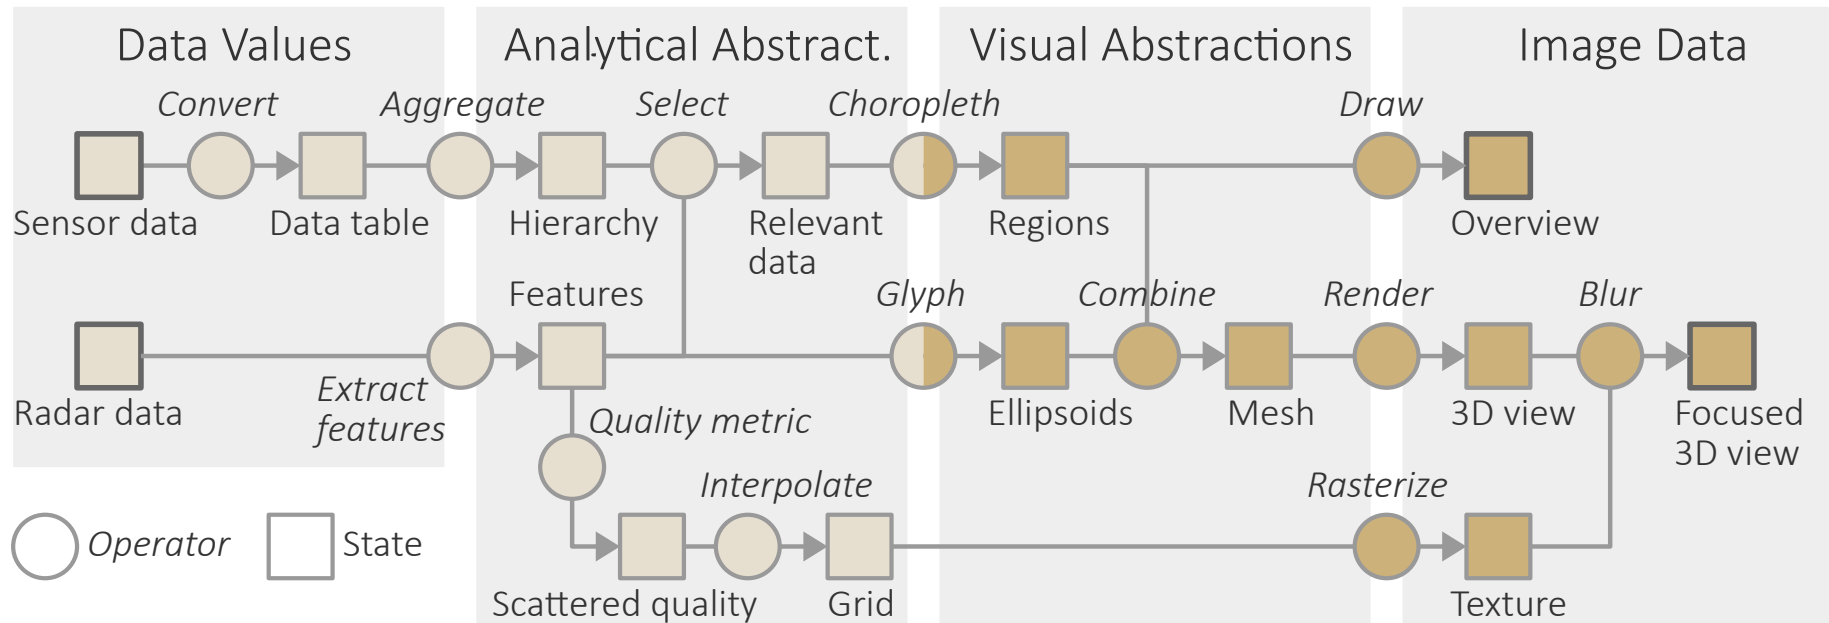 Data Values
Analytical Abstract.
Visual Abstractions
Image Data
Convert
Aggregate
Select
Choropleth
Draw
Sensor data
Data table
Hierarchy
Relevant
data
Regions
Overview
Features
Glyph
Combine
Render
Blur
Radar data
Extract
features
Quality metric
Ellipsoids
Mesh
3D view
Focused
3D view
Interpolate
Rasterize
Operator
State
Scattered quality
Grid
Texture